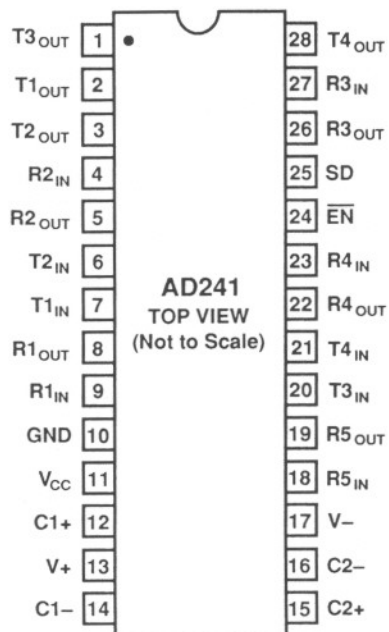 T3OUT 1 28 T4OUT
T1OUT 2 27 R3IN
T2OUT 3 26 R3OUT
R2IN 4 25 SD
R2OUT 5 24 E̅N̅
T2IN 6 23 R4IN
T1IN 7 22 R4OUT
R1OUT 8 21 T4IN
R1IN 9 20 T3IN
GND 10 19 R5OUT
VCC 11 18 R5IN
C1+ 12 17 V−
V+ 13 16 C2−
C1− 14 15 C2+
AD241
TOP VIEW
(Not to Scale)